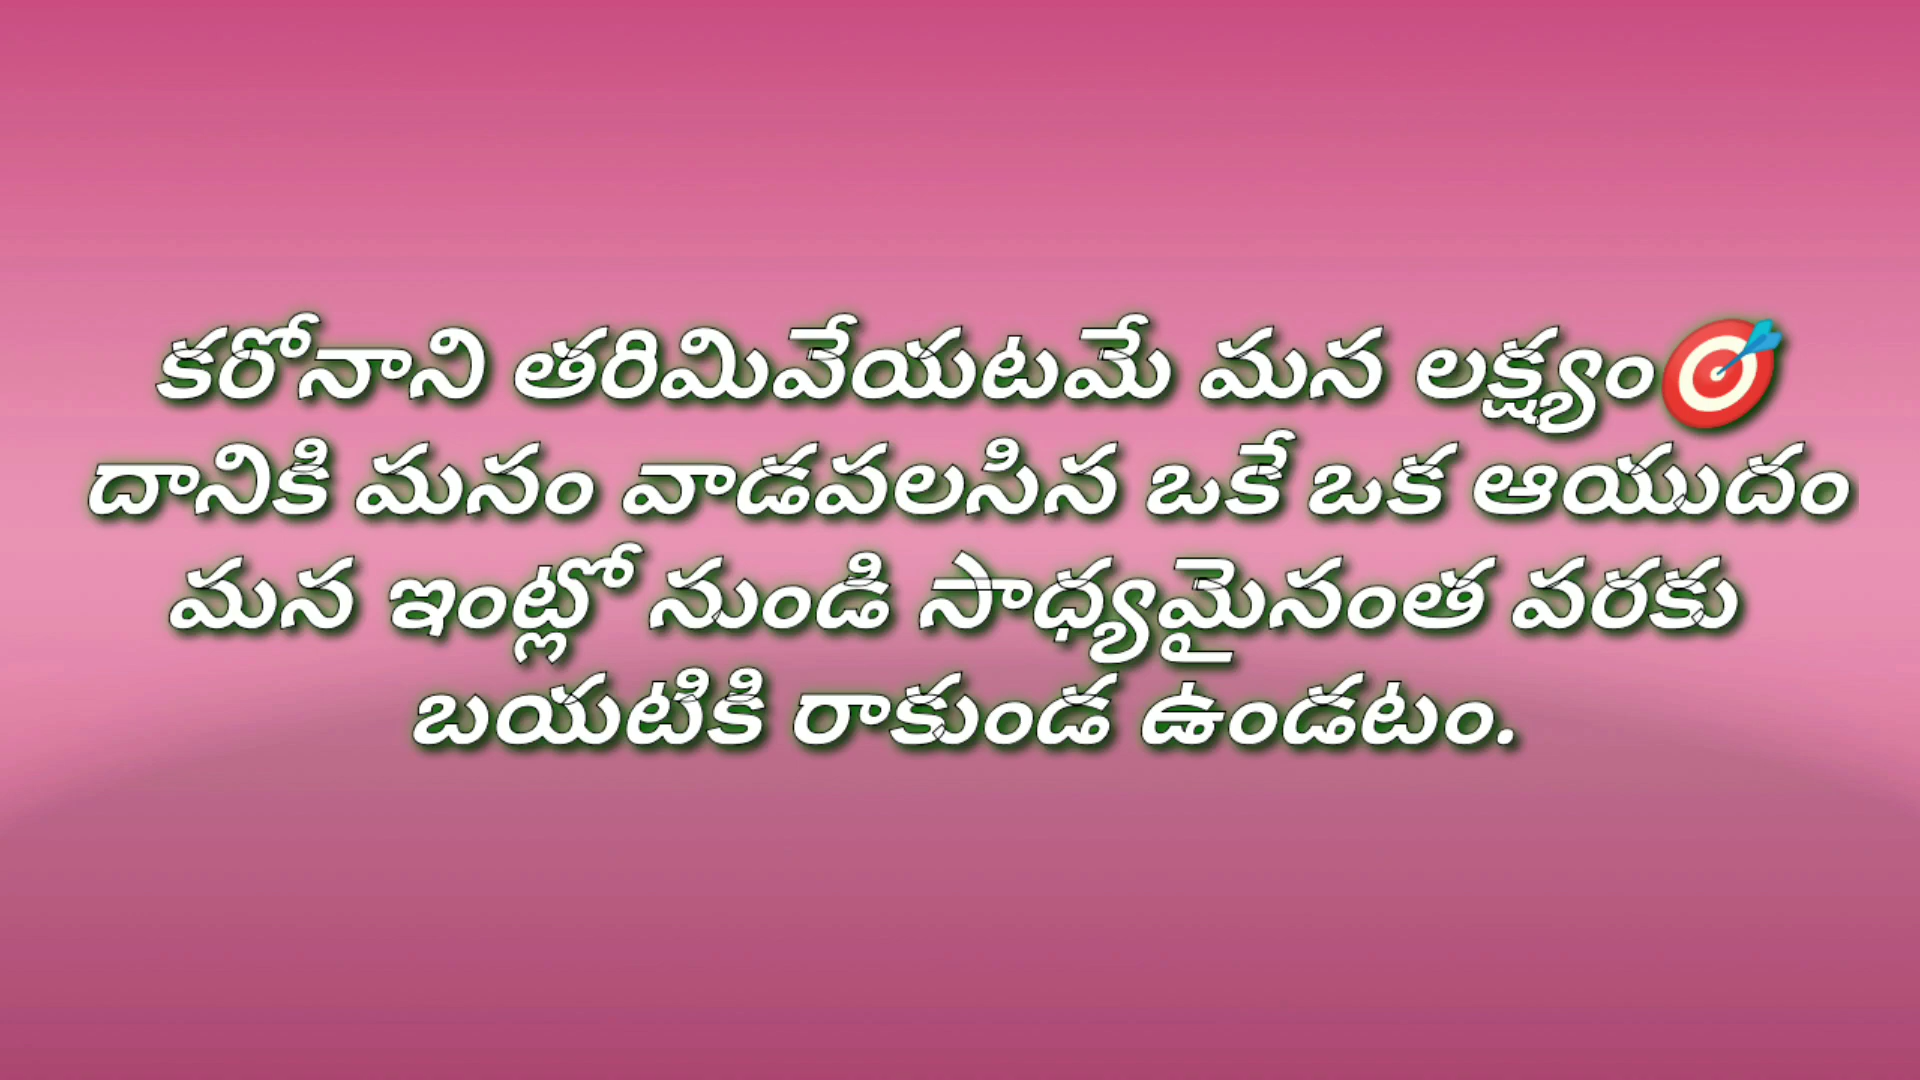 కరోనాని తరిమివేయటమే మన లక్ష్యం🎯
దానికి మనం వాడవలసిన ఒకే ఒక ఆయుదం
మన ఇంట్లో నుండి సాధ్యమైనంత వరకు
బయటికి రాకుండ ఉండటం.